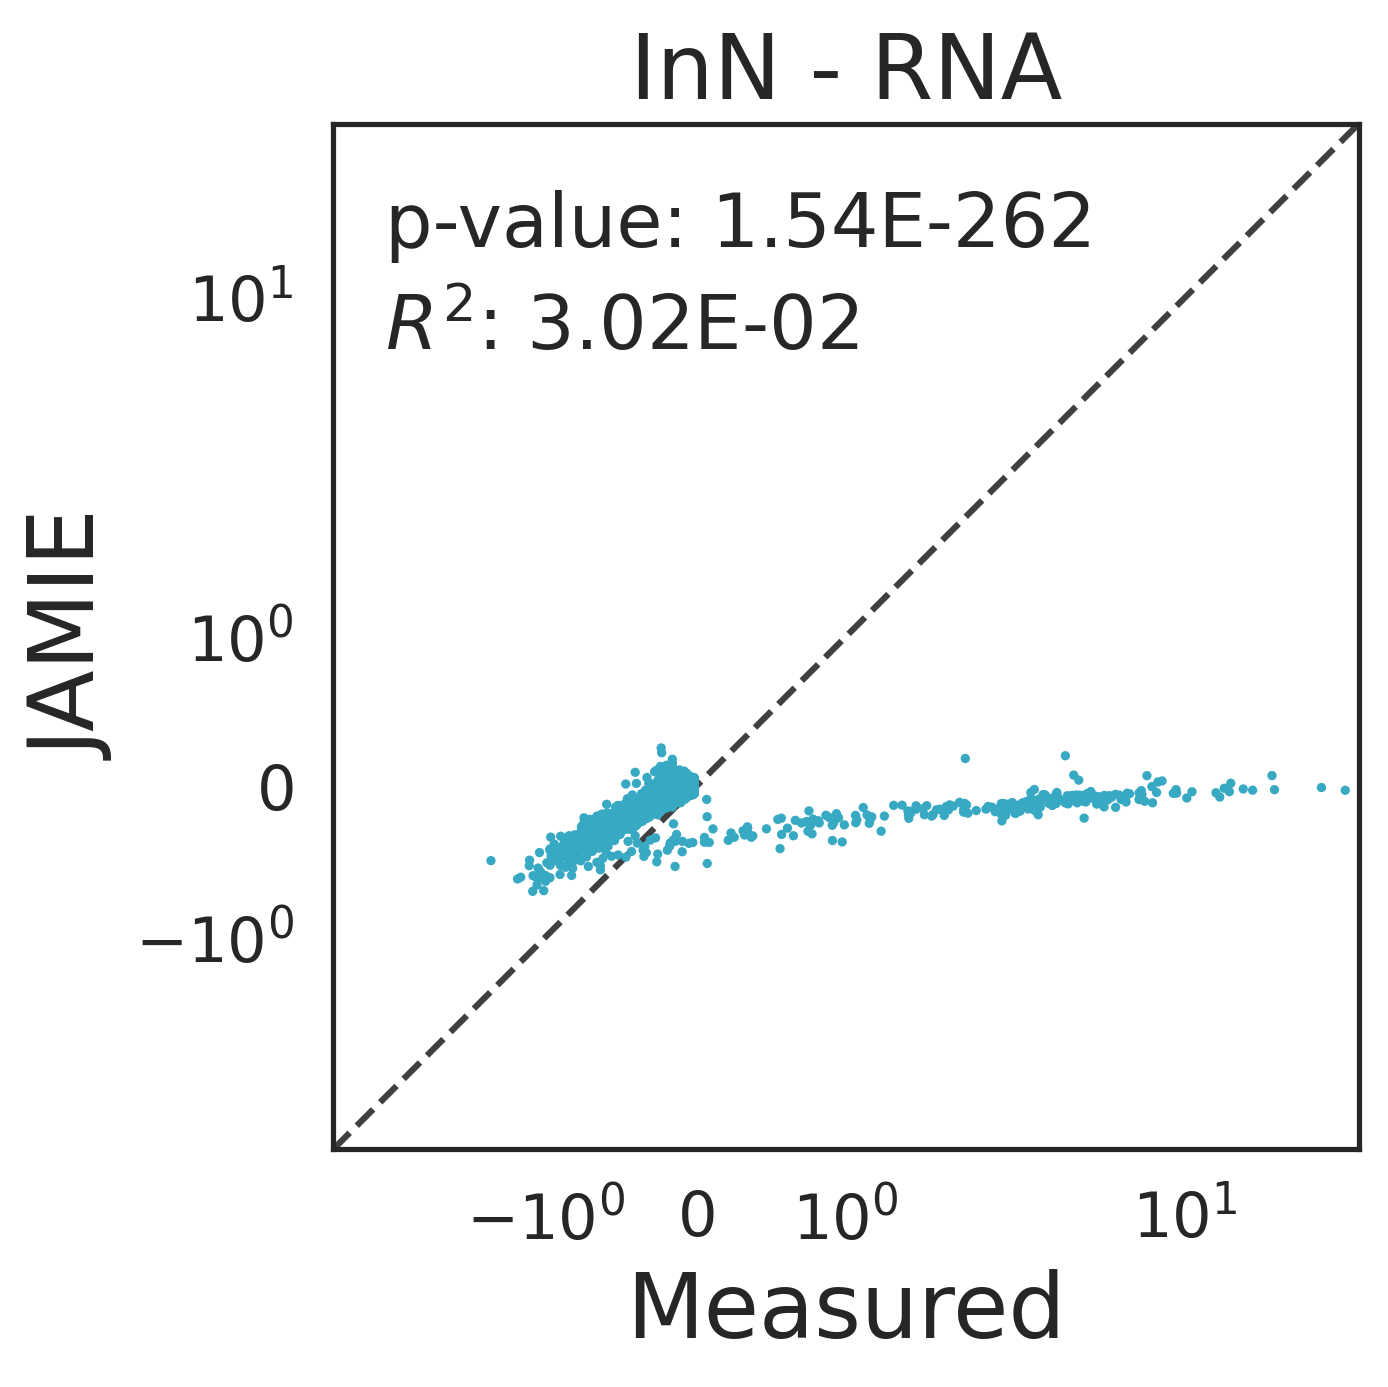 InN - RNA
p-value: 1.54E-262
R²: 3.02E-02
10¹
10⁰
0
−10⁰
JAMIE
−10⁰ 0 10⁰ 10¹
Measured